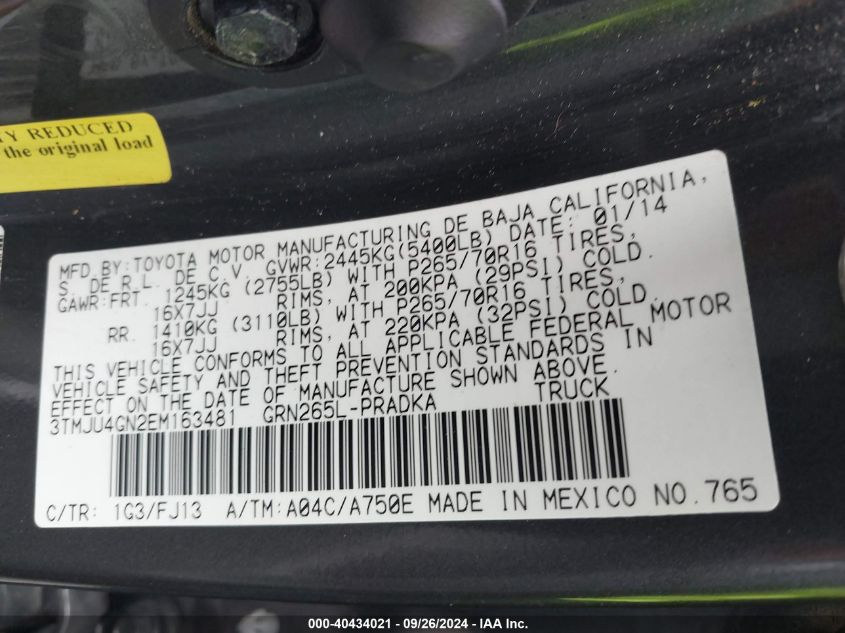 LY REDUCED
the original load
MFD BY:TOYOTA MOTOR MANUFACTURING DE BAJA CALIFORNIA,
S. DE R.L. DE C.V. GVWR:2445KG(5400LB) DATE: 01/14
GAWR:FRT. 1245KG (2755LB) WITH P265/70R16 TIRES,
16X7JJ RIMS, AT 200KPA (29PSI) COLD.
RR. 1410KG (3110LB) WITH P265/70R16 TIRES,
16X7JJ RIMS, AT 220KPA (32PSI) COLD.
THIS VEHICLE CONFORMS TO ALL APPLICABLE FEDERAL MOTOR
VEHICLE SAFETY AND THEFT PREVENTION STANDARDS IN
EFFECT ON THE DATE OF MANUFACTURE SHOWN ABOVE.
3TMJU4GN2EM163481 GRN265L-PRADKA TRUCK
C/TR: 1G3/FJ13 A/TM:A04C/A750E MADE IN MEXICO NO.765
000-40434021 - 09/26/2024 - IAA Inc.